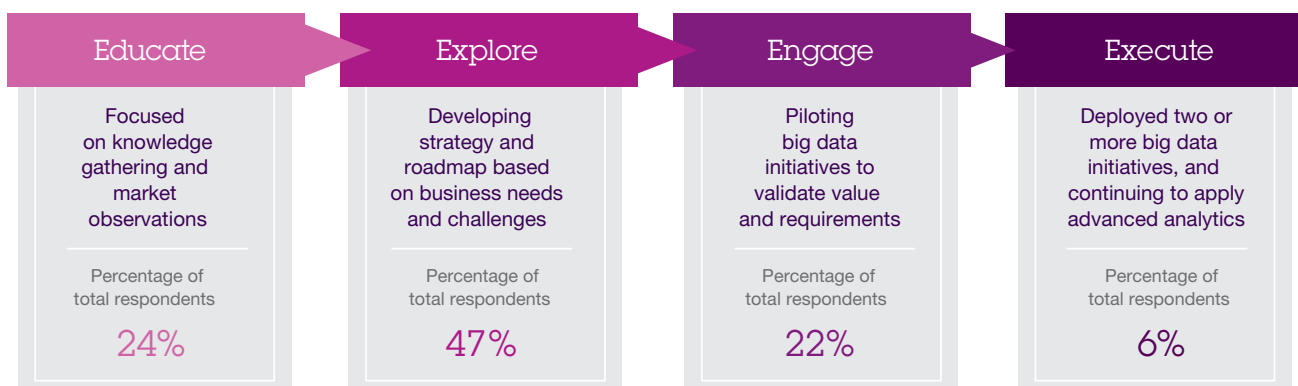 Educate
Focused
on knowledge
gathering and
market
observations
Percentage of
total respondents
24%
Explore
Developing
strategy and
roadmap based
on business needs
and challenges
Percentage of
total respondents
47%
Engage
Piloting
big data
initiatives to
validate value
and requirements
Percentage of
total respondents
22%
Execute
Deployed two or
more big data
initiatives, and
continuing to apply
advanced analytics
Percentage of
total respondents
6%